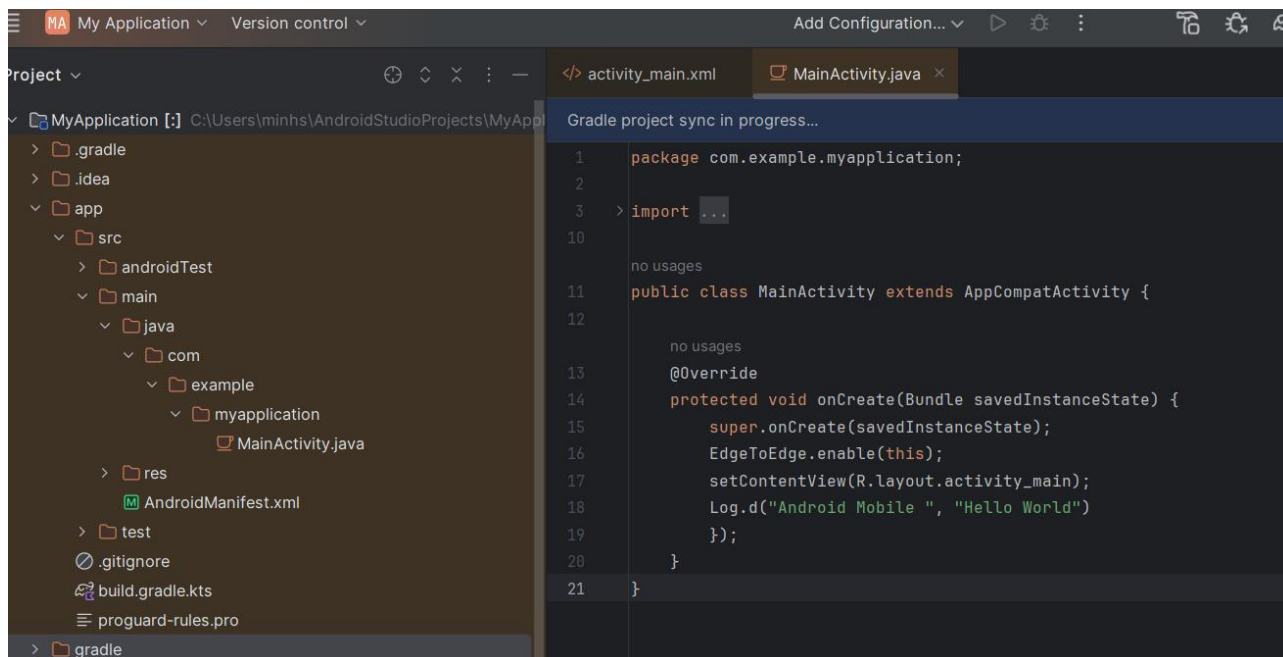 MA My Application Version control Add Configuration...
Project
activity_main.xml MainActivity.java
MyApplication [:] C:\Users\minhs\AndroidStudioProjects\MyAppl
Gradle project sync in progress...
.gradle
.idea
app
src
androidTest
main
java
com
example
myapplication
MainActivity.java
res
AndroidManifest.xml
test
.gitignore
build.gradle.kts
proguard-rules.pro
gradle
1 package com.example.myapplication;
2
3 import ...
10
no usages
11 public class MainActivity extends AppCompatActivity {
12
no usages
13 @Override
14 protected void onCreate(Bundle savedInstanceState) {
15 super.onCreate(savedInstanceState);
16 EdgeToEdge.enable(this);
17 setContentView(R.layout.activity_main);
18 Log.d("Android Mobile ", "Hello World")
19 });
20 }
21 }